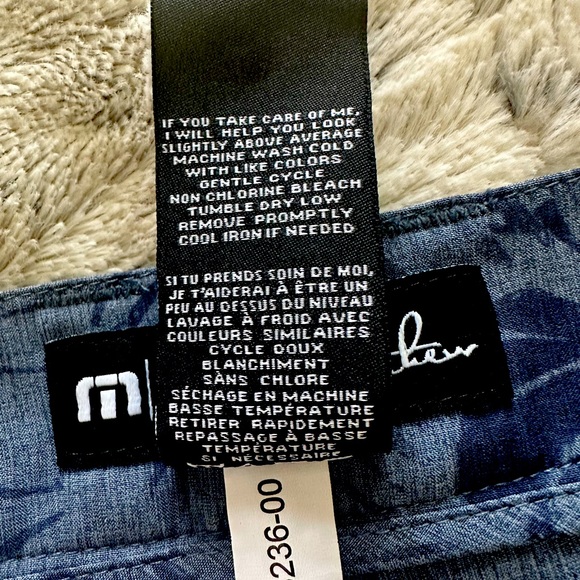 IF YOU TAKE CARE OF ME,
I WILL HELP YOU LOOK
SLIGHTLY ABOVE AVERAGE
MACHINE WASH COLD
WITH LIKE COLORS
GENTLE CYCLE
NON CHLORINE BLEACH
TUMBLE DRY LOW
REMOVE PROMPTLY
COOL IRON IF NEEDED
SI TU PRENDS SOIN DE MOI,
JE T'AIDERAI À ÊTRE UN
PEU AU DESSUS DU NIVEAU
LAVAGE À FROID AVEC
COULEURS SIMILAIRES
CYCLE DOUX
BLANCHIMENT
SANS CHLORE
SÉCHAGE EN MACHINE
BASSE TEMPÉRATURE
RETIRER RAPIDEMENT
REPASSAGE À BASSE
TEMPÉRATURE
SI NÉCESSAIRE
m
hew
236-00